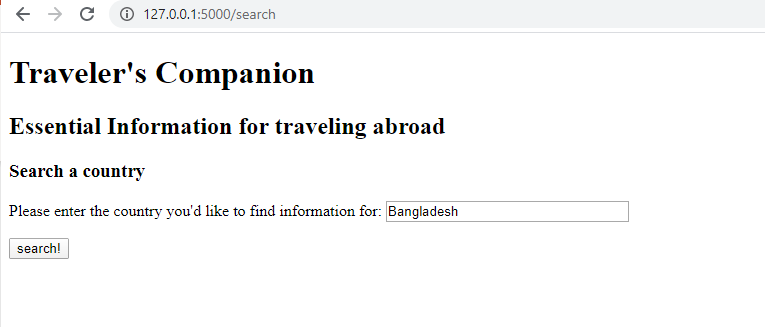 127.0.0.1:5000/search
Traveler's Companion
Essential Information for traveling abroad
Search a country
Please enter the country you'd like to find information for: Bangladesh
search!